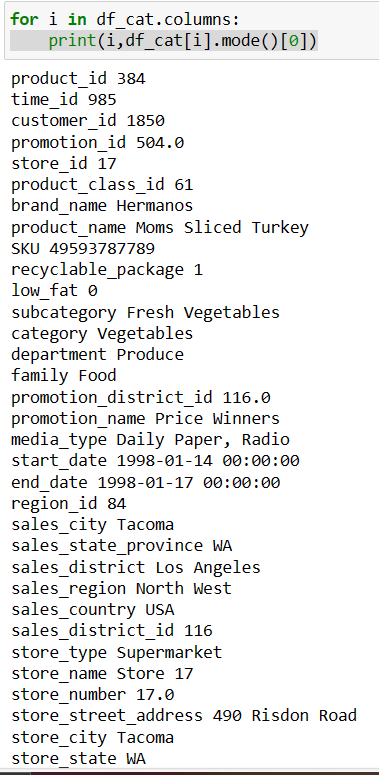 for i in df_cat.columns:
    print(i,df_cat[i].mode()[0])
product_id 384
time_id 985
customer_id 1850
promotion_id 504.0
store_id 17
product_class_id 61
brand_name Hermanos
product_name Moms Sliced Turkey
SKU 49593787789
recyclable_package 1
low_fat 0
subcategory Fresh Vegetables
category Vegetables
department Produce
family Food
promotion_district_id 116.0
promotion_name Price Winners
media_type Daily Paper, Radio
start_date 1998-01-14 00:00:00
end_date 1998-01-17 00:00:00
region_id 84
sales_city Tacoma
sales_state_province WA
sales_district Los Angeles
sales_region North West
sales_country USA
sales_district_id 116
store_type Supermarket
store_name Store 17
store_number 17.0
store_street_address 490 Risdon Road
store_city Tacoma
store_state WA